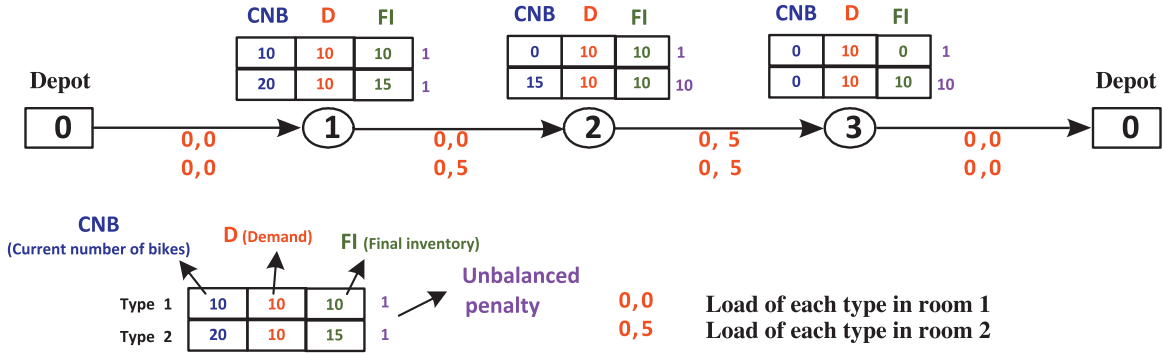 CNB D FI
10 10 10 1
20 10 15 1
CNB D FI
0 10 10 1
15 10 10 10
CNB D FI
0 10 0 1
0 10 10 10
Depot
Depot
0 1 2 3 0
0,0 0,0 0, 5 0,0
0,0 0,5 0, 5 0,0
CNB
(Current number of bikes)
D (Demand)
FI (Final inventory)
Type 1 10 10 10 1
Type 2 20 10 15 1
Unbalanced
penalty
0,0 Load of each type in room 1
0,5 Load of each type in room 2